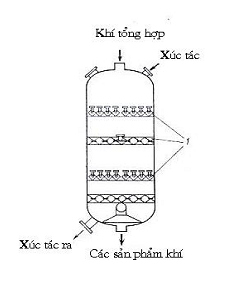 Khí tổng hợp
Xúc tác
1
Xúc tác ra
Các sản phẩm khí